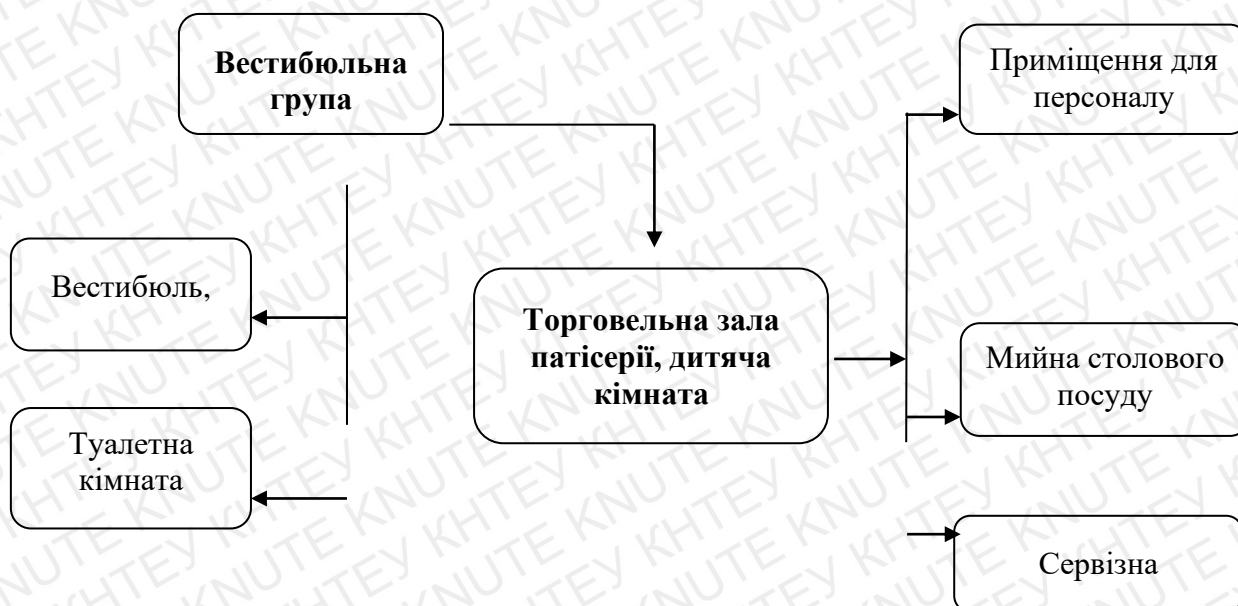 Вестибюльна
група
Приміщення для
персоналу
Вестибюль,
Торговельна зала
патісерії, дитяча
кімната
Мийна столового
посуду
Туалетна
кімната
Сервізна